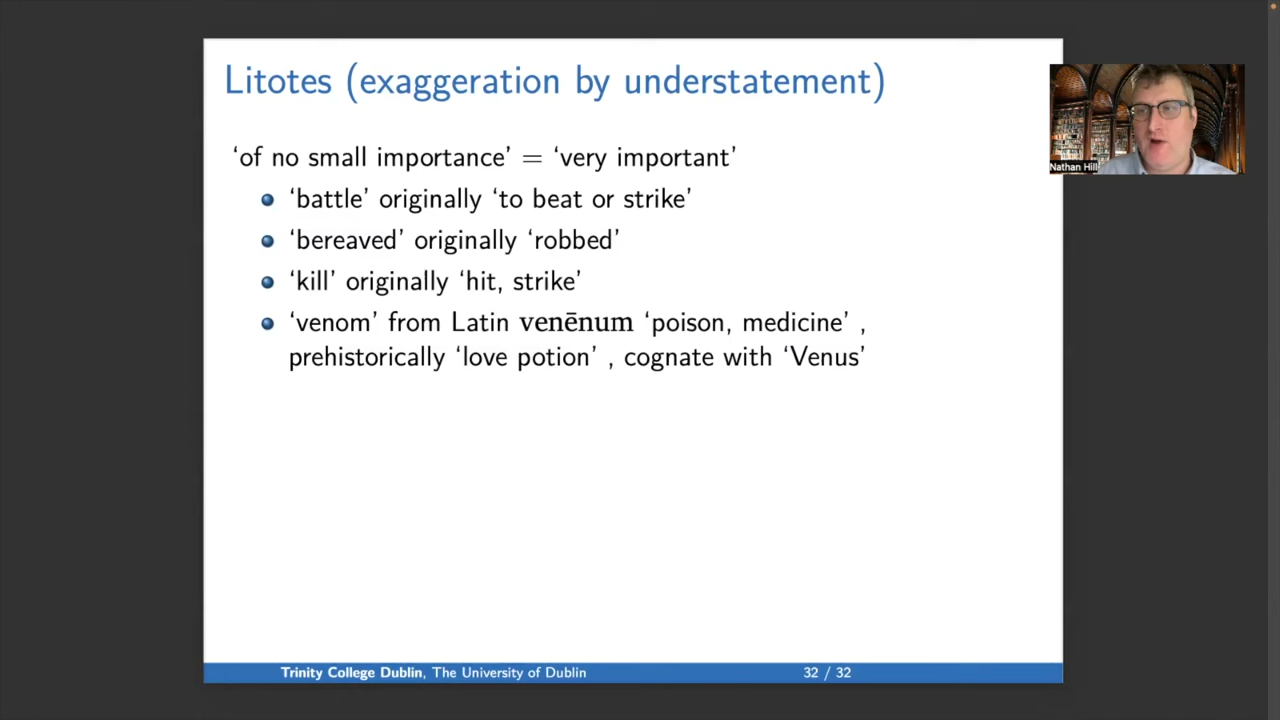 Litotes (exaggeration by understatement)
‘of no small importance’ = ‘very important’
‘battle’ originally ‘to beat or strike’
‘bereaved’ originally ‘robbed’
‘kill’ originally ‘hit, strike’
‘venom’ from Latin venēnum ‘poison, medicine’ ,
prehistorically ‘love potion’ , cognate with ‘Venus’
Nathan Hill
Trinity College Dublin, The University of Dublin
32 / 32